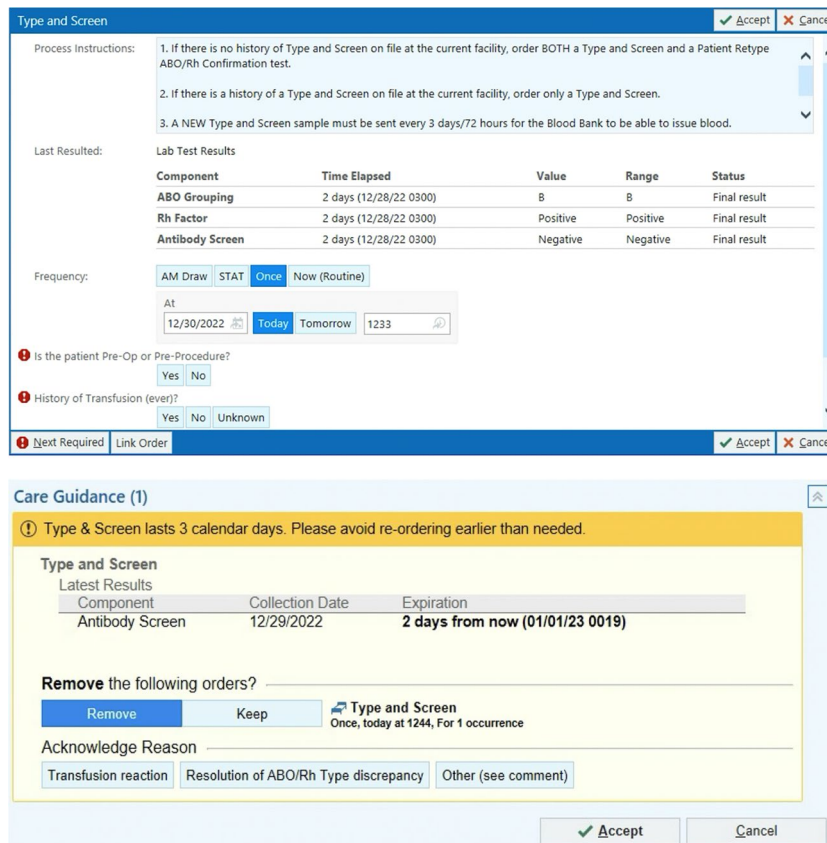 Type and Screen
Accept
Cance
Process Instructions:
1. If there is no history of Type and Screen on file at the current facility, order BOTH a Type and Screen and a Patient Retype
ABO/Rh Confirmation test.
2. If there is a history of a Type and Screen on file at the current facility, order only a Type and Screen.
3. A NEW Type and Screen sample must be sent every 3 days/72 hours for the Blood Bank to be able to issue blood.
Last Resulted:
Lab Test Results
Component Time Elapsed Value Range Status
ABO Grouping 2 days (12/28/22 0300) B B Final result
Rh Factor 2 days (12/28/22 0300) Positive Positive Final result
Antibody Screen 2 days (12/28/22 0300) Negative Negative Final result
Frequency:
AM Draw STAT Once Now (Routine)
At
12/30/2022 Today Tomorrow 1233
Is the patient Pre-Op or Pre-Procedure?
Yes No
History of Transfusion (ever)?
Yes No Unknown
Next Required Link Order Accept Cance
Care Guidance (1)
Type & Screen lasts 3 calendar days. Please avoid re-ordering earlier than needed.
Type and Screen
Latest Results
Component Collection Date Expiration
Antibody Screen 12/29/2022 2 days from now (01/01/23 0019)
Remove the following orders?
Remove Keep Type and Screen
Once, today at 1244, For 1 occurrence
Acknowledge Reason
Transfusion reaction Resolution of ABO/Rh Type discrepancy Other (see comment)
Accept Cancel